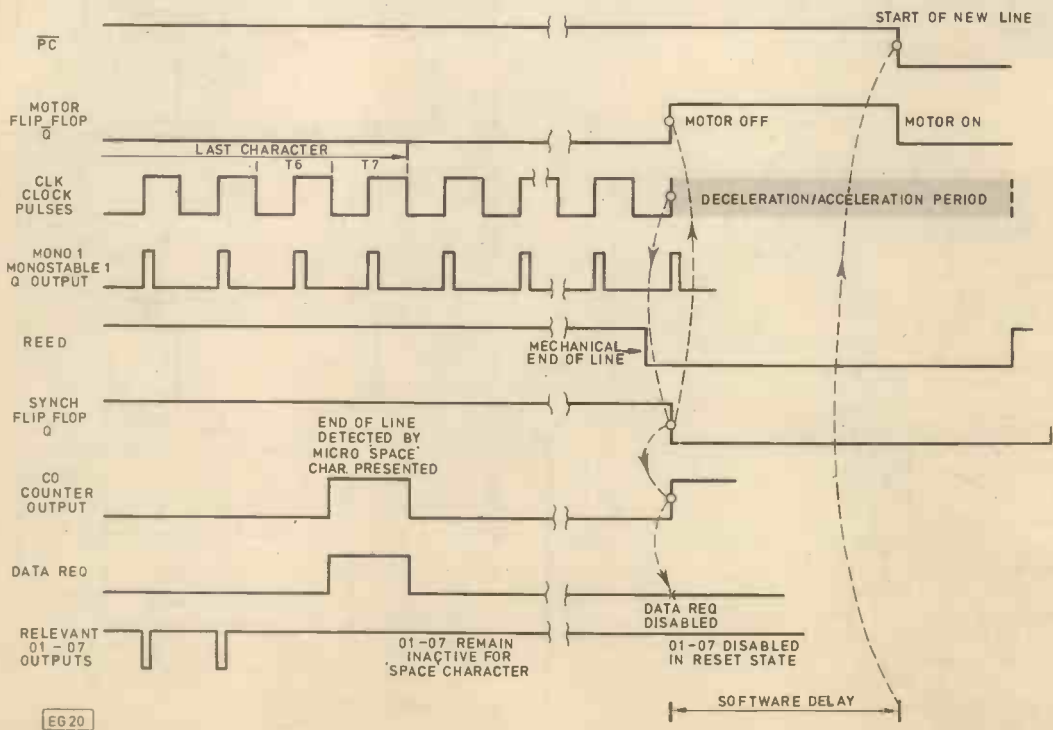 START OF NEW LINE
PC
MOTOR
FLIP FLOP
Q
MOTOR OFF
MOTOR ON
LAST CHARACTER
T6
T7
CLK
CLOCK
PULSES
DECELERATION/ACCELERATION PERIOD
MONO 1
MONOSTABLE 1
Q OUTPUT
REED
MECHANICAL
END OF LINE
SYNCH
FLIP FLOP
Q
END OF LINE
DETECTED BY
MICRO 'SPACE'
CHAR. PRESENTED
CO
COUNTER
OUTPUT
DATA REQ
DATA REQ
DISABLED
RELEVANT
01-07
OUTPUTS
01-07 REMAIN
INACTIVE FOR
'SPACE' CHARACTER
01-07 DISABLED
IN RESET STATE
SOFTWARE DELAY
EG 20